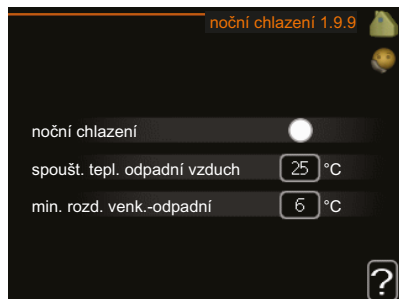 noční chlazení 1.9.9
noční chlazení
spoušt. tepl. odpadní vzduch 25 °C
min. rozd. venk.-odpadní 6 °C
?